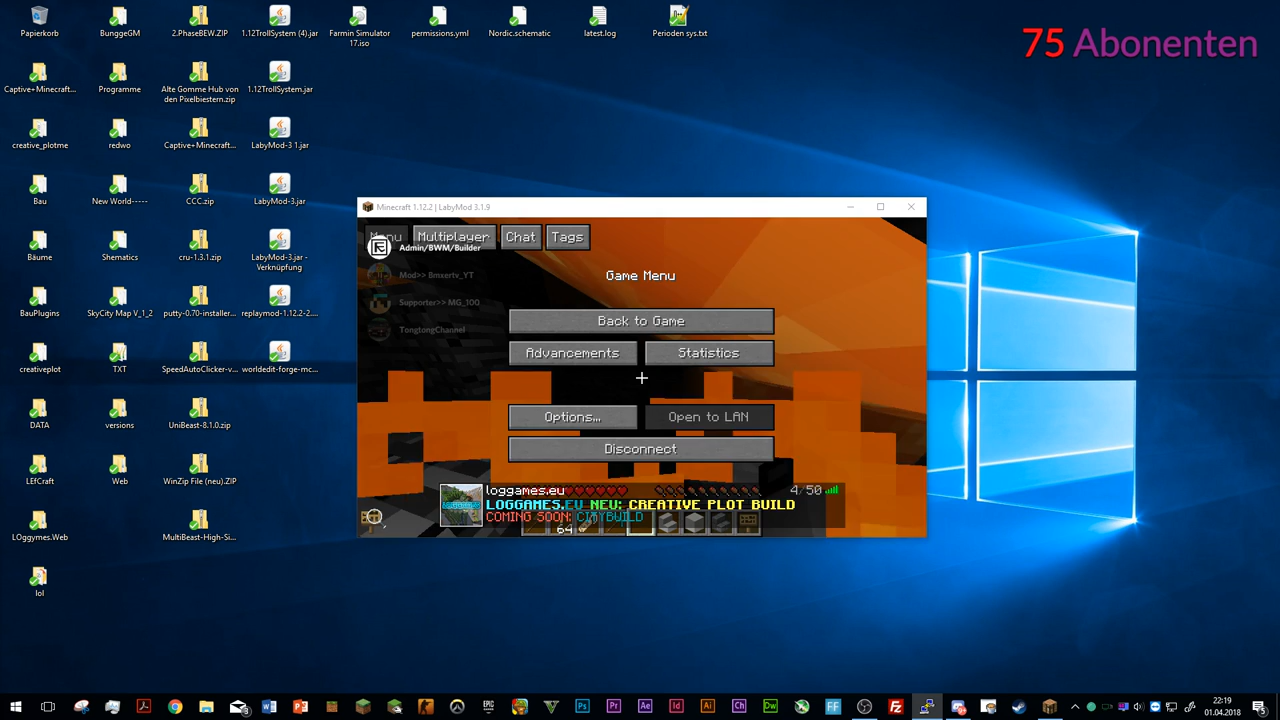 75 Abonenten
Papierkorb
BunggeGM
2.PhaseBEW.ZIP
1.12TrollSystem (4).jar
Farmin Simulator
17.iso
permissions.yml
Nordic.schematic
latest.log
Perioden sys.txt
Captive+Minecraft...
Programme
Alte Gomme Hub von
den Pixelbiestern.zip
1.12TrollSystem.jar
creative_plotme
redwo
Captive+Minecraft...
LabyMod-3 1.jar
Bau
New World-----
CCC.zip
LabyMod-3.jar
Bäume
Shematics
cru-1.3.1.zip
LabyMod-3.jar -
Verknüpfung
BauPlugins
SkyCity Map V_1_2
putty-0.70-installer...
replaymod-1.12.2-2....
creativeplot
TXT
SpeedAutoClicker-v...
worldedit-forge-mc...
DATA
versions
UniBeast-8.1.0.zip
LEfCraft
Web
WinZip File (neu).ZIP
LOggymes.Web
MultiBeast-High-Si...
lol
Minecraft 1.12.2 | LabyMod 3.1.9
Menu
Multiplayer
Chat
Tags
Admin/BWM/Builder
Mod>> Bmxertv_YT
Supporter>> MG_100
TongtongChannel
Game Menu
Back to Game
Advancements
Statistics
Options...
Open to LAN
Disconnect
loggames.eu
4/50
LOGGAMES.EU NEU: CREATIVE PLOT BUILD
COMING SOON: CITYBUILD
64
22:19
01.04.2018